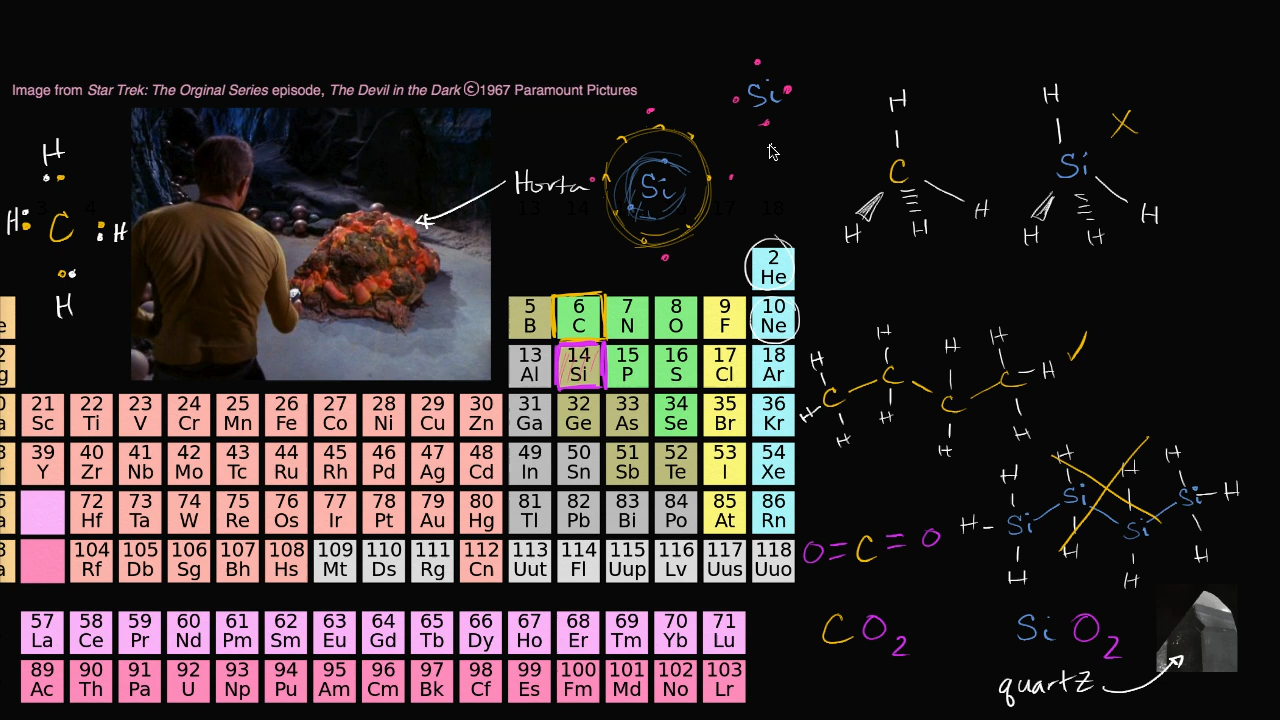 Image from Star Trek: The Orginal Series episode, The Devil in the Dark ©1967 Paramount Pictures
Si
H
H C H
H
Horta
Si
H
C
H H H
H
Si X
H H H
13 14 17 18
2 He
5 B 6 C 7 N 8 O 9 F 10 Ne
13 Al 14 Si 15 P 16 S 17 Cl 18 Ar
21 Sc 22 Ti 23 V 24 Cr 25 Mn 26 Fe 27 Co 28 Ni 29 Cu 30 Zn 31 Ga 32 Ge 33 As 34 Se 35 Br 36 Kr
39 Y 40 Zr 41 Nb 42 Mo 43 Tc 44 Ru 45 Rh 46 Pd 47 Ag 48 Cd 49 In 50 Sn 51 Sb 52 Te 53 I 54 Xe
72 Hf 73 Ta 74 W 75 Re 76 Os 77 Ir 78 Pt 79 Au 80 Hg 81 Tl 82 Pb 83 Bi 84 Po 85 At 86 Rn
104 Rf 105 Db 106 Sg 107 Bh 108 Hs 109 Mt 110 Ds 111 Rg 112 Cn 113 Uut 114 Fl 115 Uup 116 Lv 117 Uus 118 Uuo
57 La 58 Ce 59 Pr 60 Nd 61 Pm 62 Sm 63 Eu 64 Gd 65 Tb 66 Dy 67 Ho 68 Er 69 Tm 70 Yb 71 Lu
89 Ac 90 Th 91 Pa 92 U 93 Np 94 Pu 95 Am 96 Cm 97 Bk 98 Cf 99 Es 100 Fm 101 Md 102 No 103 Lr
H H H H
H C C C C H
H H H H
H H H H
H Si Si Si Si H
H H H H
O=C=O
CO2
SiO2
quartz